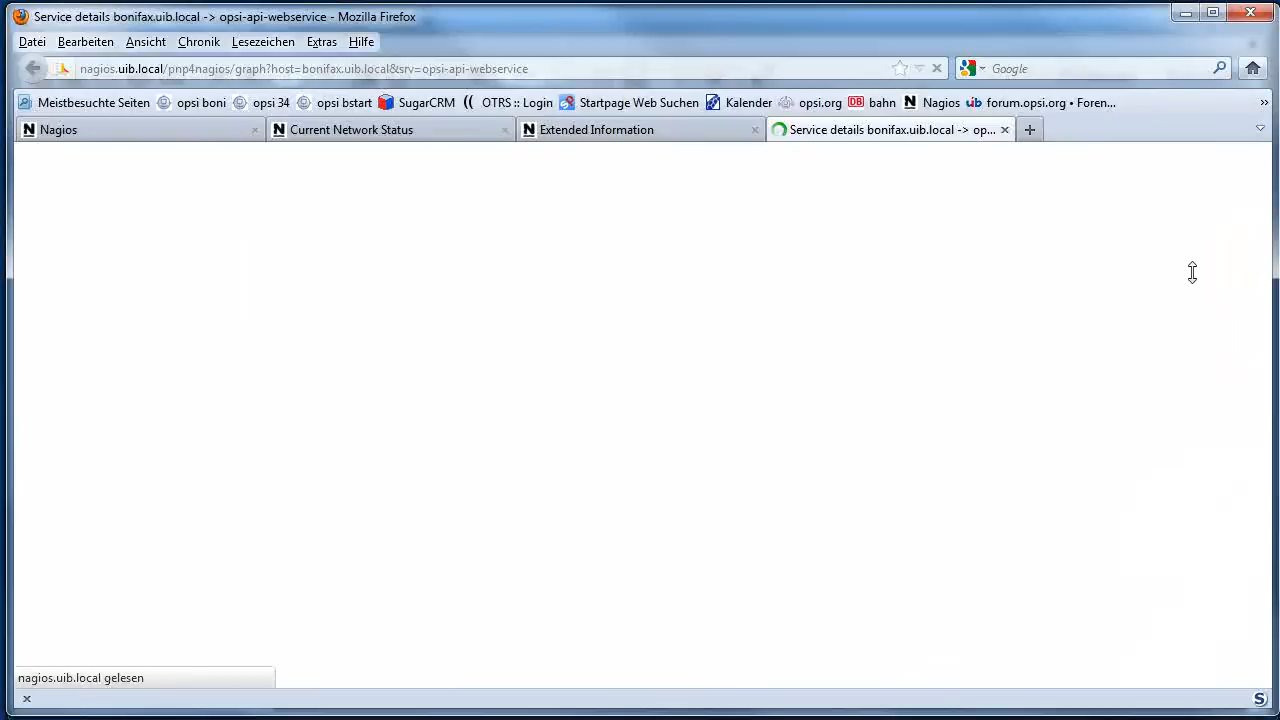 Service details bonifax.uib.local -> opsi-api-webservice - Mozilla Firefox
Datei Bearbeiten Ansicht Chronik Lesezeichen Extras Hilfe
nagios.uib.local/pnp4nagios/graph?host=bonifax.uib.local&srv=opsi-api-webservice Google
Meistbesuchte Seiten opsi boni opsi 34 opsi bstart SugarCRM OTRS :: Login Startpage Web Suchen Kalender opsi.org DB bahn N Nagios uib forum.opsi.org • Foren... »
N Nagios × N Current Network Status × N Extended Information × Service details bonifax.uib.local -> op... × +
nagios.uib.local gelesen
× S